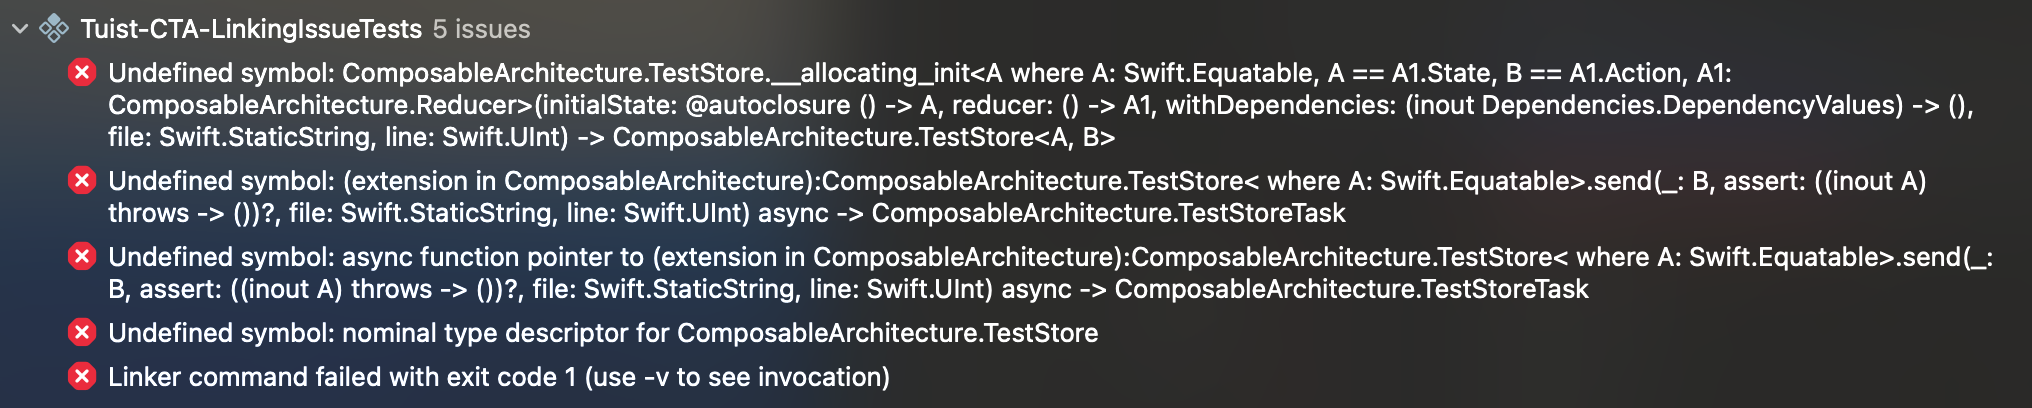 Tuist-CTA-LinkingIssueTests 5 issues
Undefined symbol: ComposableArchitecture.TestStore.__allocating_init<A where A: Swift.Equatable, A == A1.State, B == A1.Action, A1:
ComposableArchitecture.Reducer>(initialState: @autoclosure () -> A, reducer: () -> A1, withDependencies: (inout Dependencies.DependencyValues) -> (),
file: Swift.StaticString, line: Swift.UInt) -> ComposableArchitecture.TestStore<A, B>
Undefined symbol: (extension in ComposableArchitecture):ComposableArchitecture.TestStore< where A: Swift.Equatable>.send(_: B, assert: ((inout A)
throws -> ())?, file: Swift.StaticString, line: Swift.UInt) async -> ComposableArchitecture.TestStoreTask
Undefined symbol: async function pointer to (extension in ComposableArchitecture):ComposableArchitecture.TestStore< where A: Swift.Equatable>.send(_:
B, assert: ((inout A) throws -> ())?, file: Swift.StaticString, line: Swift.UInt) async -> ComposableArchitecture.TestStoreTask
Undefined symbol: nominal type descriptor for ComposableArchitecture.TestStore
Linker command failed with exit code 1 (use -v to see invocation)